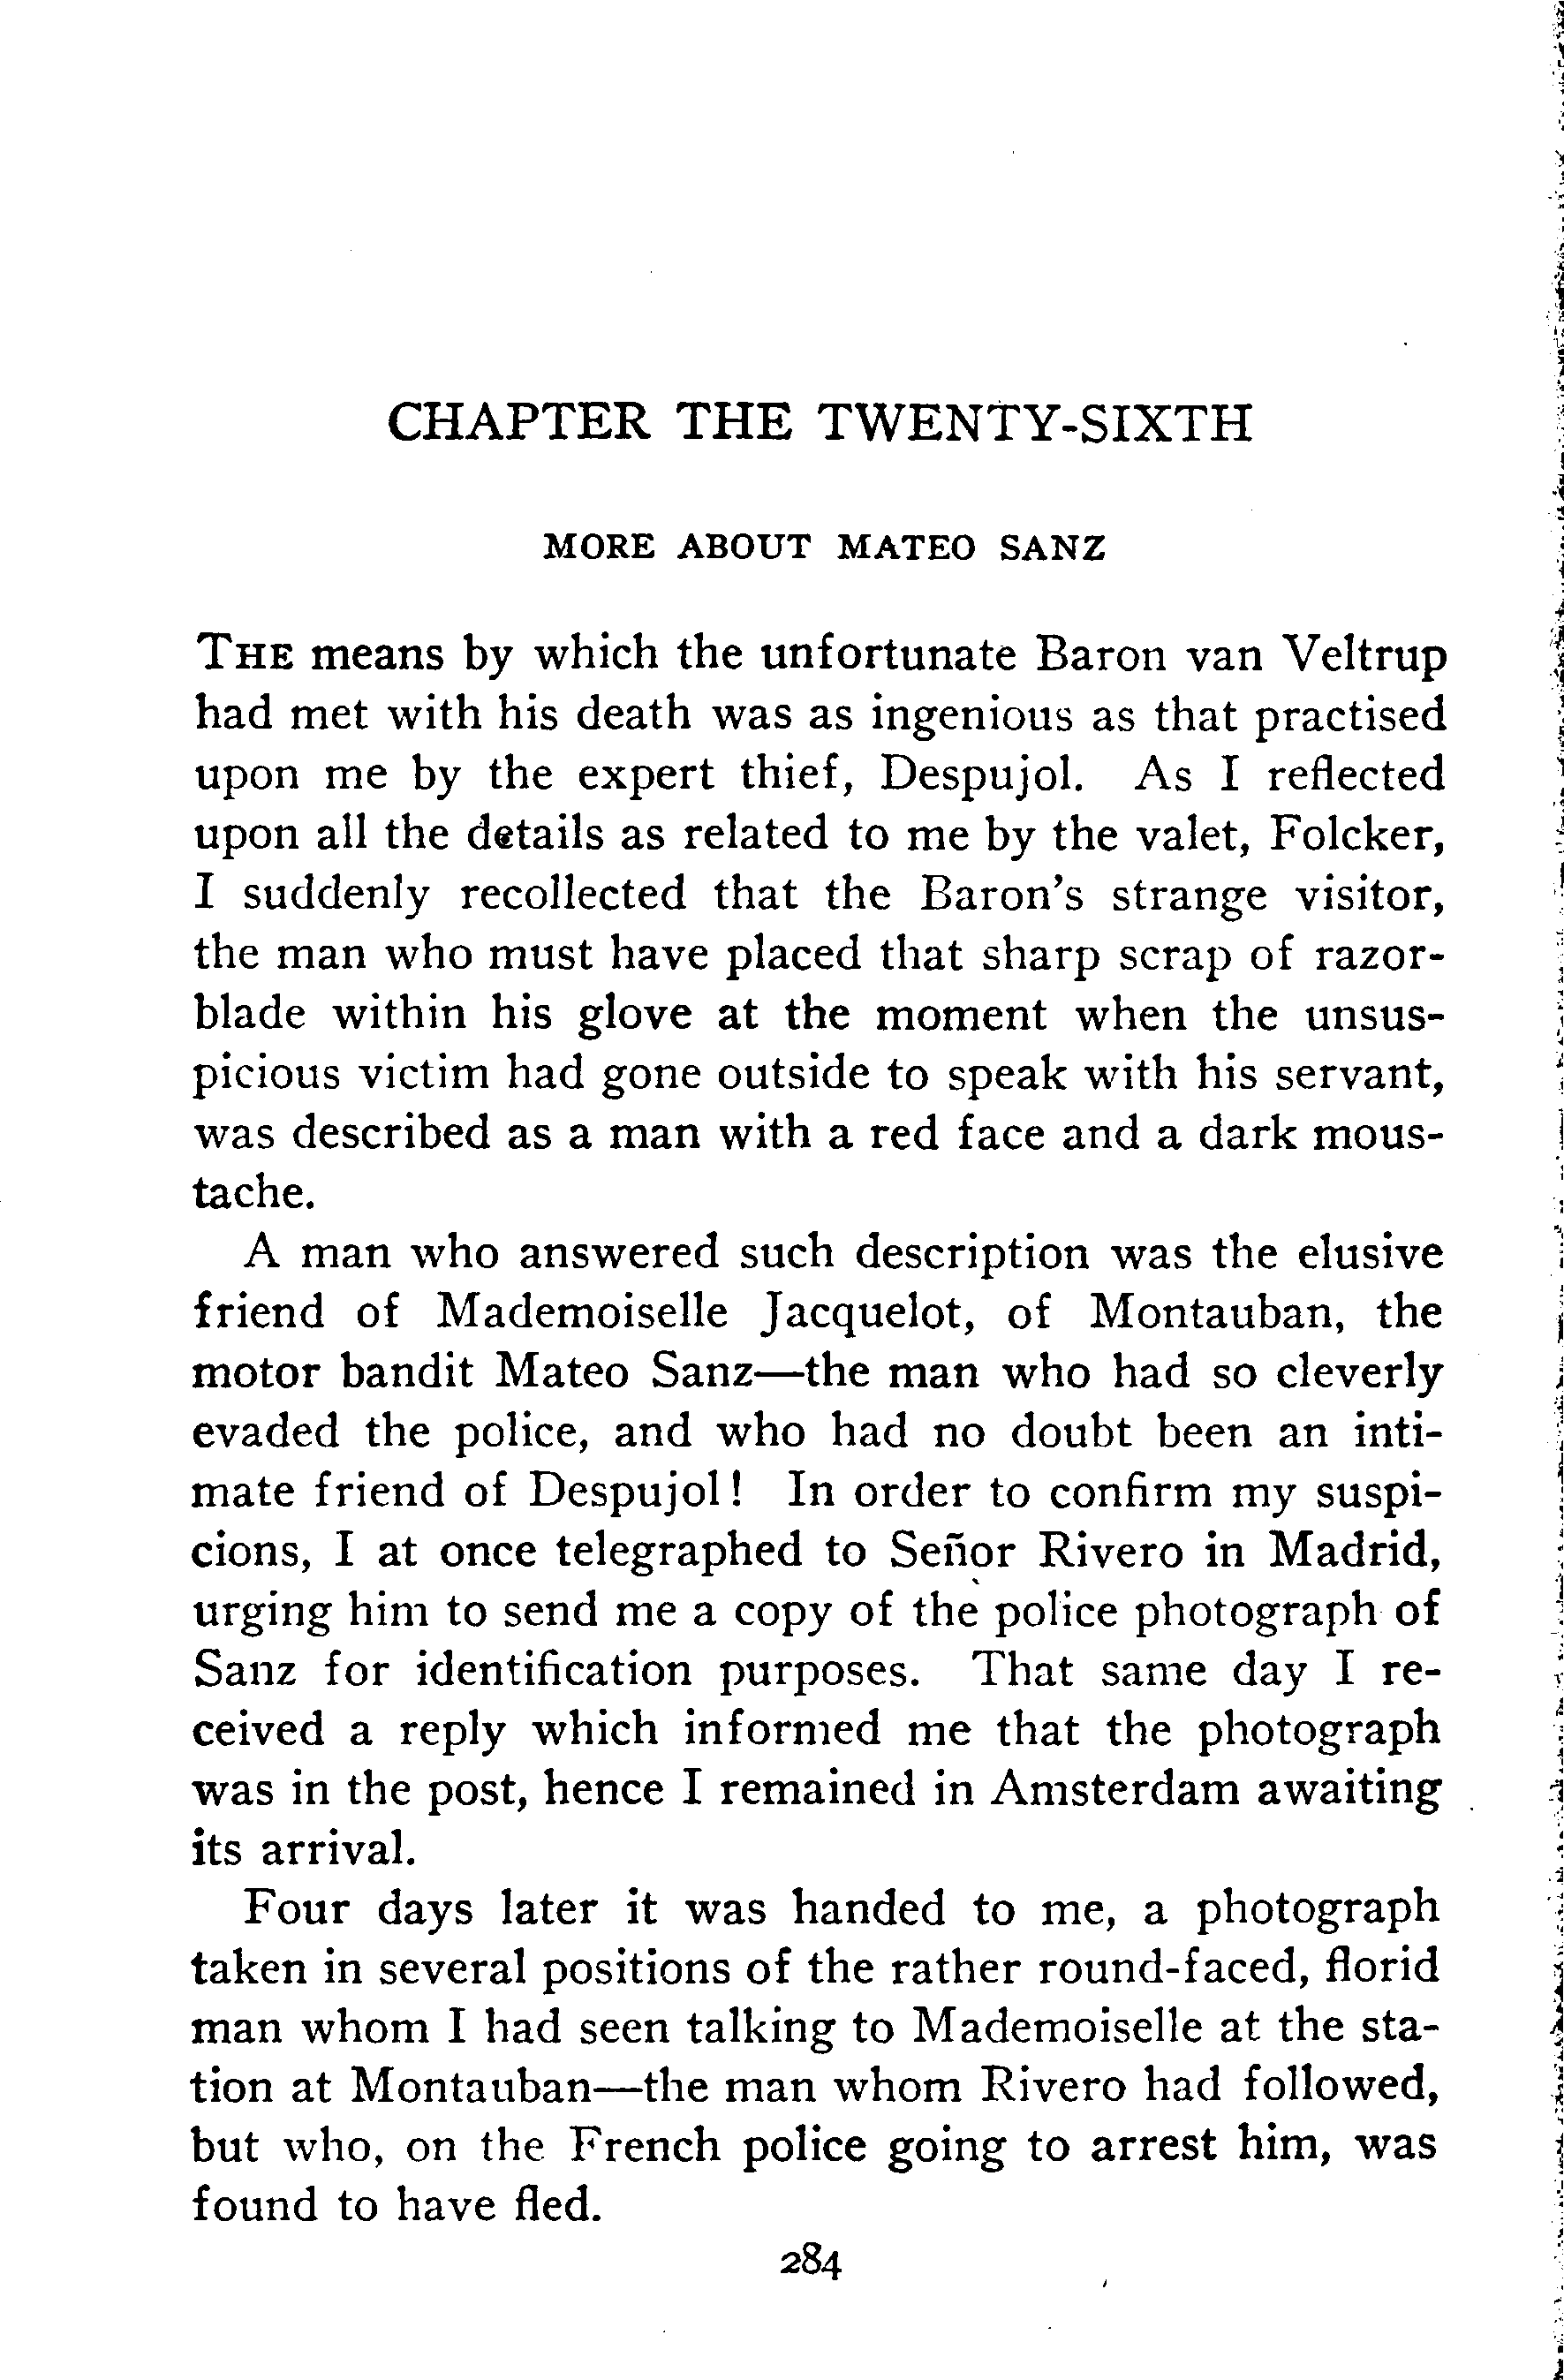 CHAPTER THE TWENTY-SIXTH
MORE ABOUT MATEO SANZ
THE means by which the unfortunate Baron van Veltrup
had met with his death was as ingenious as that practised
upon me by the expert thief, Despujol. As I reflected
upon all the details as related to me by the valet, Folcker,
I suddenly recollected that the Baron's strange visitor,
the man who must have placed that sharp scrap of razor-
blade within his glove at the moment when the unsus-
picious victim had gone outside to speak with his servant,
was described as a man with a red face and a dark mous-
tache.
A man who answered such description was the elusive
friend of Mademoiselle Jacquelot, of Montauban, the
motor bandit Mateo Sanz—the man who had so cleverly
evaded the police, and who had no doubt been an inti-
mate friend of Despujol! In order to confirm my suspi-
cions, I at once telegraphed to Señor Rivero in Madrid,
urging him to send me a copy of the police photograph of
Sanz for identification purposes. That same day I re-
ceived a reply which informed me that the photograph
was in the post, hence I remained in Amsterdam awaiting
its arrival.
Four days later it was handed to me, a photograph
taken in several positions of the rather round-faced, florid
man whom I had seen talking to Mademoiselle at the sta-
tion at Montauban—the man whom Rivero had followed,
but who, on the French police going to arrest him, was
found to have fled.
284